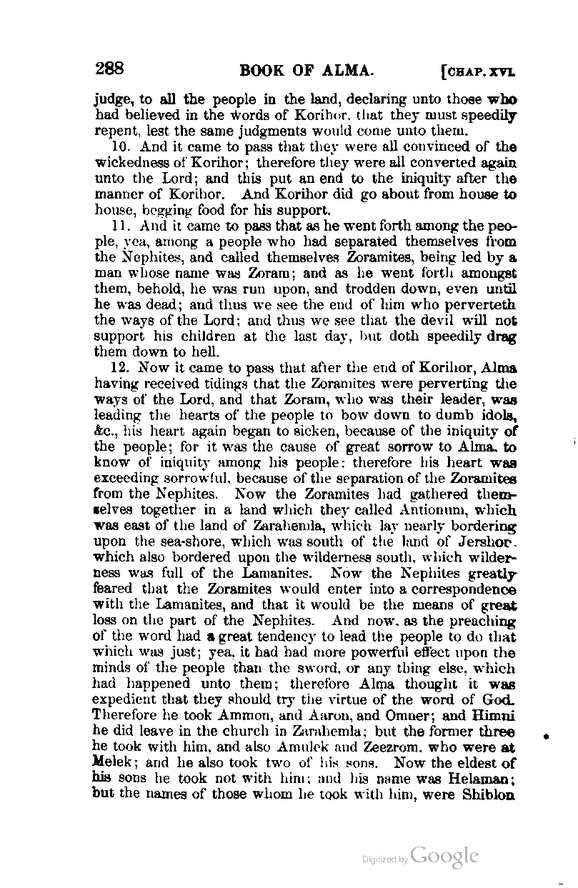 288 BOOK OF ALMA. [CHAP. XVI.
judge, to all the people in the land, declaring unto those who
had believed in the words of Korihor, that they must speedily
repent, lest the same judgments would come unto them.
10. And it came to pass that they were all convinced of the
wickedness of Korihor; therefore they were all converted again
unto the Lord; and this put an end to the iniquity after the
manner of Korihor. And Korihor did go about from house to
house, begging food for his support.
11. And it came to pass that as he went forth among the peo-
ple, yea, among a people who had separated themselves from
the Nephites, and called themselves Zoramites, being led by a
man whose name was Zoram; and as he went forth amongst
them, behold, he was run upon, and trodden down, even until
he was dead; and thus we see the end of him who perverteth
the ways of the Lord; and thus we see that the devil will not
support his children at the last day, but doth speedily drag
them down to hell.
12. Now it came to pass that after the end of Korihor, Alma
having received tidings that the Zoramites were perverting the
ways of the Lord, and that Zoram, who was their leader, was
leading the hearts of the people to bow down to dumb idols,
&c., his heart again began to sicken, because of the iniquity of
the people; for it was the cause of great sorrow to Alma, to
know of iniquity among his people: therefore his heart was
exceeding sorrowful, because of the separation of the Zoramites
from the Nephites. Now the Zoramites had gathered them-
selves together in a land which they called Antionum, which
was east of the land of Zarahemla, which lay nearly bordering
upon the sea-shore, which was south of the land of Jershon,
which also bordered upon the wilderness south, which wilder-
ness was full of the Lamanites. Now the Nephites greatly
feared that the Zoramites would enter into a correspondence
with the Lamanites, and that it would be the means of great
loss on the part of the Nephites. And now, as the preaching
of the word had a great tendency to lead the people to do that
which was just; yea, it had had more powerful effect upon the
minds of the people than the sword, or any thing else, which
had happened unto them; therefore Alma thought it was
expedient that they should try the virtue of the word of God.
Therefore he took Ammon, and Aaron, and Omner; and Himni
he did leave in the church in Zarahemla; but the former three
he took with him, and also Amulek and Zeezrom, who were at
Melek; and he also took two of his sons. Now the eldest of
his sons he took not with him; and his name was Helaman;
but the names of those whom he took with him, were Shiblon
Digitized by Google